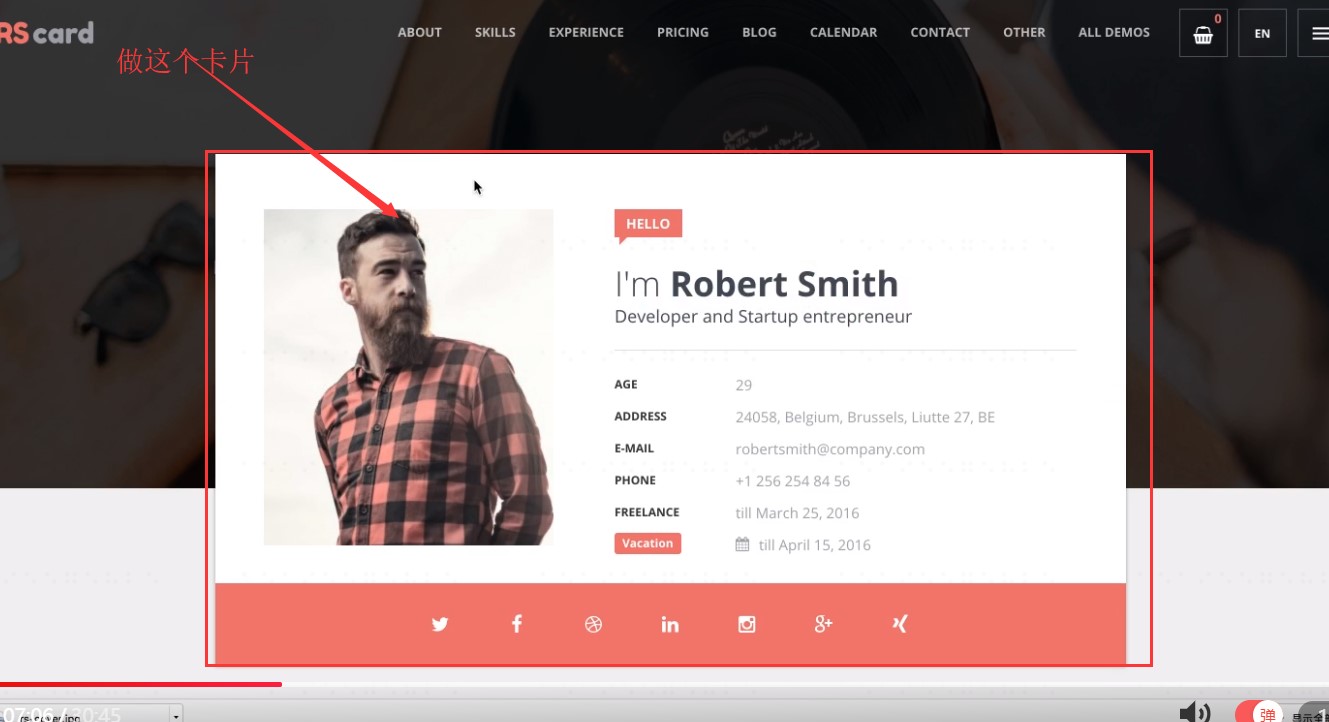 RS card
ABOUT SKILLS EXPERIENCE PRICING BLOG CALENDAR CONTACT OTHER ALL DEMOS
0
EN
做这个卡片
HELLO
I'm Robert Smith
Developer and Startup entrepreneur
AGE 29
ADDRESS 24058, Belgium, Brussels, Liutte 27, BE
E-MAIL robertsmith@company.com
PHONE +1 256 254 84 56
FREELANCE till March 25, 2016
Vacation till April 15, 2016
07:06 / 30:45
弹